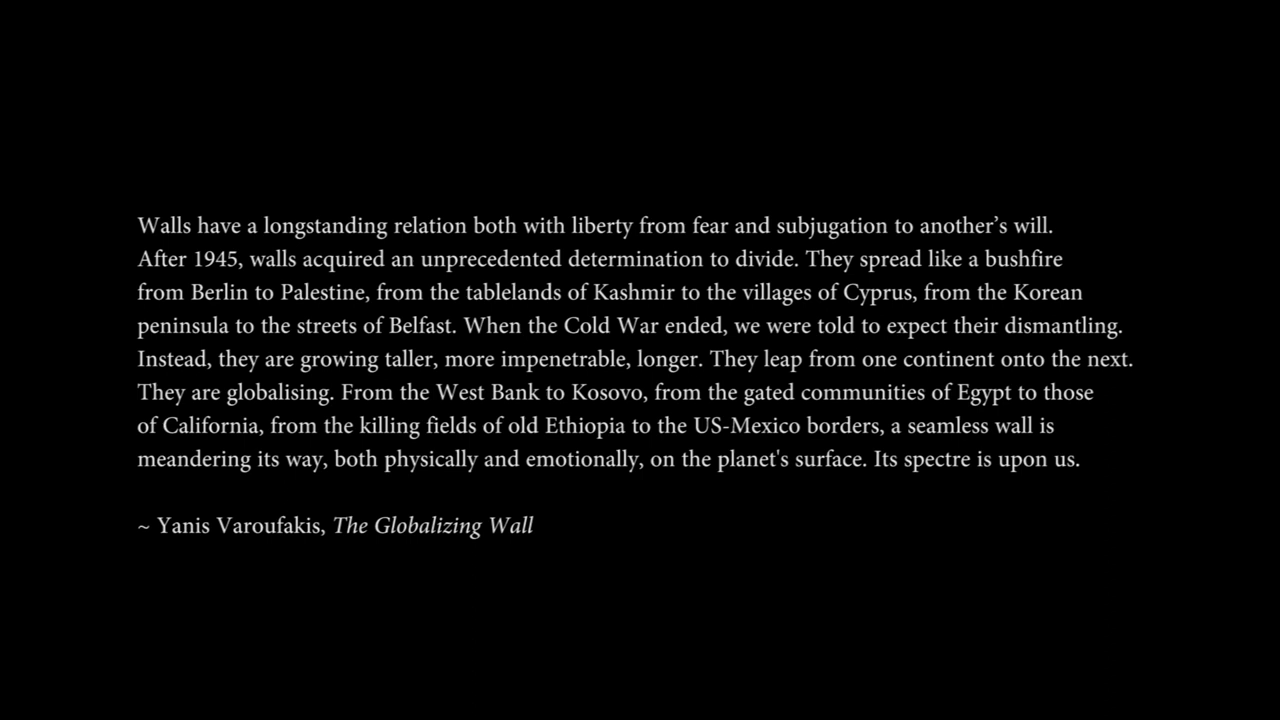 Walls have a longstanding relation both with liberty from fear and subjugation to another’s will.
After 1945, walls acquired an unprecedented determination to divide. They spread like a bushfire
from Berlin to Palestine, from the tablelands of Kashmir to the villages of Cyprus, from the Korean
peninsula to the streets of Belfast. When the Cold War ended, we were told to expect their dismantling.
Instead, they are growing taller, more impenetrable, longer. They leap from one continent onto the next.
They are globalising. From the West Bank to Kosovo, from the gated communities of Egypt to those
of California, from the killing fields of old Ethiopia to the US-Mexico borders, a seamless wall is
meandering its way, both physically and emotionally, on the planet's surface. Its spectre is upon us.
~ Yanis Varoufakis, The Globalizing Wall